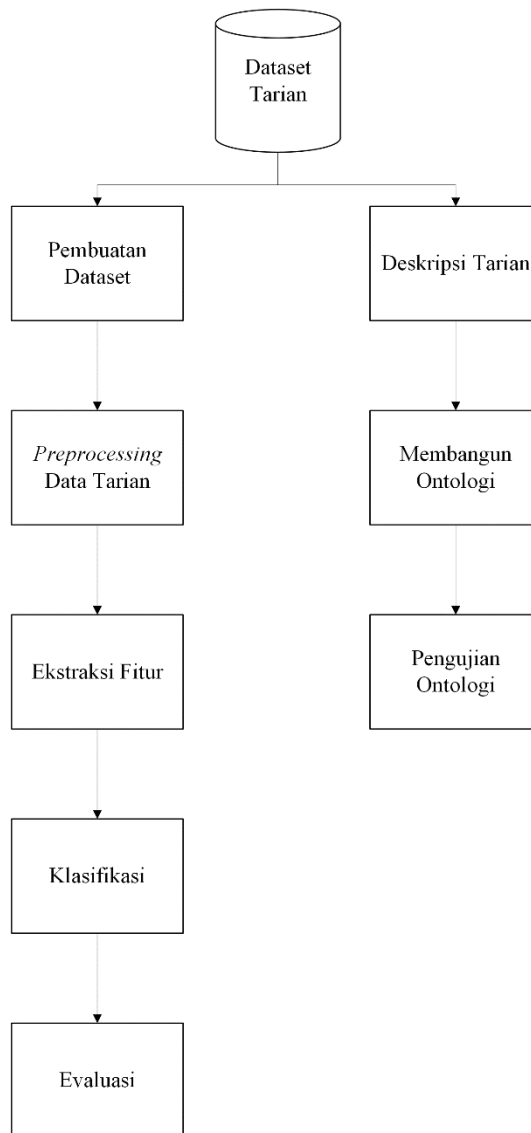 Dataset
Tarian
Pembuatan
Dataset
Deskripsi Tarian
Preprocessing
Data Tarian
Membangun
Ontologi
Ekstraksi Fitur
Pengujian
Ontologi
Klasifikasi
Evaluasi